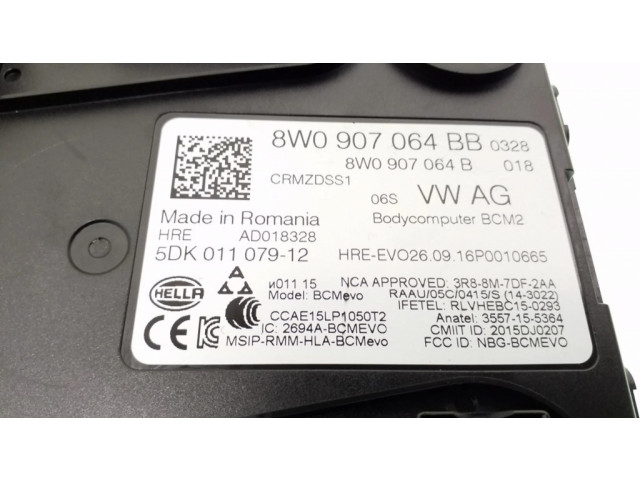 8W0 907 064 BB 0328
8W0 907 064 B 018
CRMZDSS1
06S VW AG
Made in Romania Bodycomputer BCM2
HRE AD018328
5DK 011 079-12 HRE-EVO26.09.16P0010665
HELLA
и011 15 NCA APPROVED: 3R8-8M-7DF-2AA
Model: BCMevo RAAU/05C/0415/S (14-3022)
IFETEL: RLVHEBC15-0293
CCAE15LP1050T2 Anatel: 3557-15-5364
IC: 2694A-BCMEVO CMIIT ID: 2015DJ0207
MSIP-RMM-HLA-BCMevo FCC ID: NBG-BCMEVO